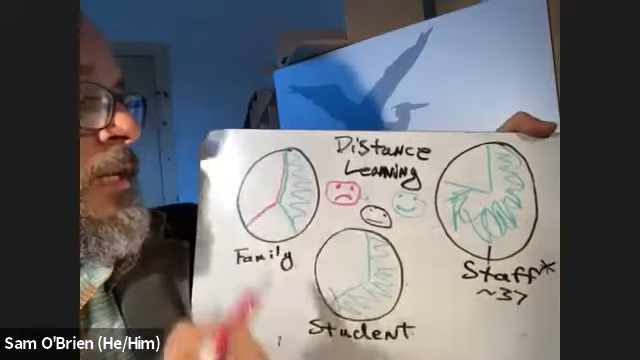 Distance
Learning
Family
Staff*
~37
Student
Sam O'Brien (He/Him)